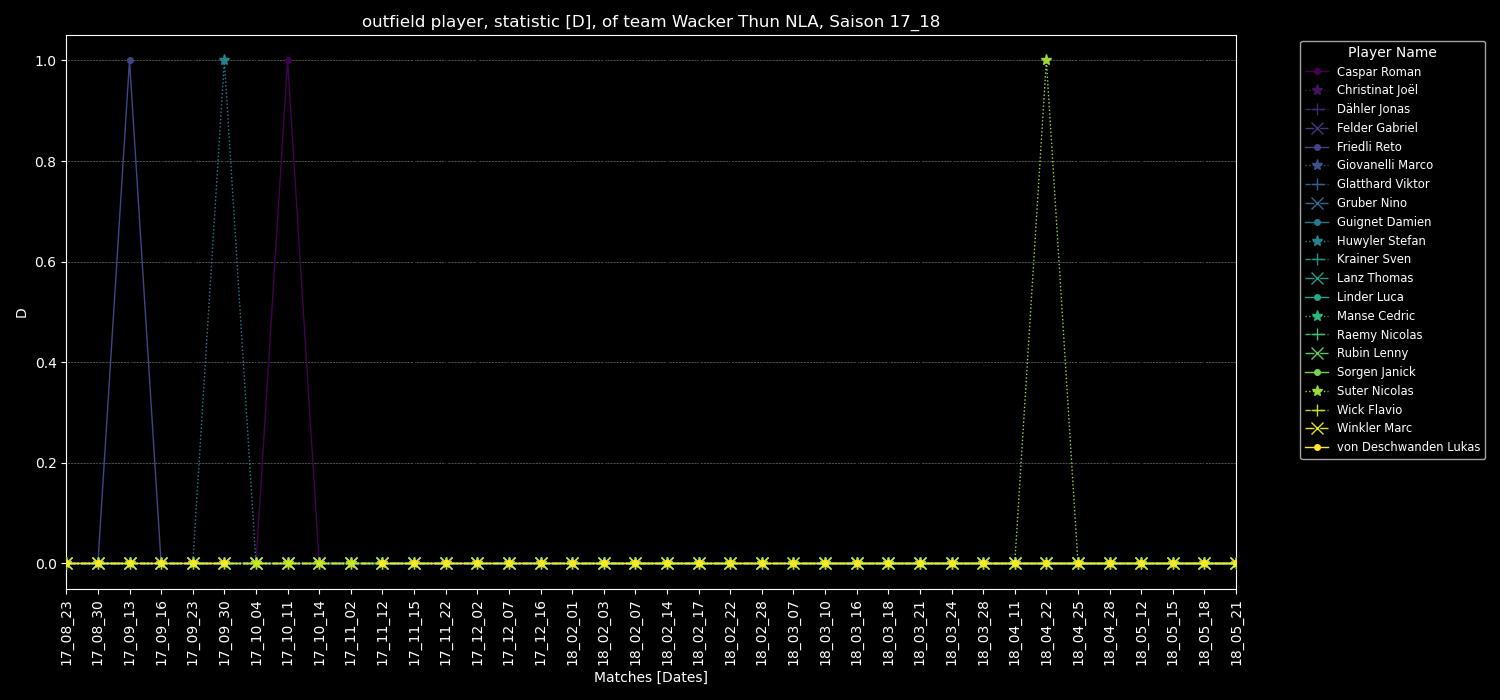 outfield player, statistic [D], of team Wacker Thun NLA, Saison 17_18
D
1.0
0.8
0.6
0.4
0.2
0.0
17_08_23
17_08_30
17_09_13
17_09_16
17_09_23
17_09_30
17_10_04
17_10_11
17_10_14
17_11_02
17_11_12
17_11_15
17_11_22
17_12_02
17_12_07
17_12_16
18_02_01
18_02_03
18_02_07
18_02_14
18_02_17
18_02_22
18_02_28
18_03_07
18_03_10
18_03_16
18_03_18
18_03_21
18_03_24
18_03_28
18_04_11
18_04_22
18_04_25
18_04_28
18_05_12
18_05_15
18_05_18
18_05_21
Matches [Dates]
Player Name
Caspar Roman
Christinat Joël
Dähler Jonas
Felder Gabriel
Friedli Reto
Giovanelli Marco
Glatthard Viktor
Gruber Nino
Guignet Damien
Huwyler Stefan
Krainer Sven
Lanz Thomas
Linder Luca
Manse Cedric
Raemy Nicolas
Rubin Lenny
Sorgen Janick
Suter Nicolas
Wick Flavio
Winkler Marc
von Deschwanden Lukas